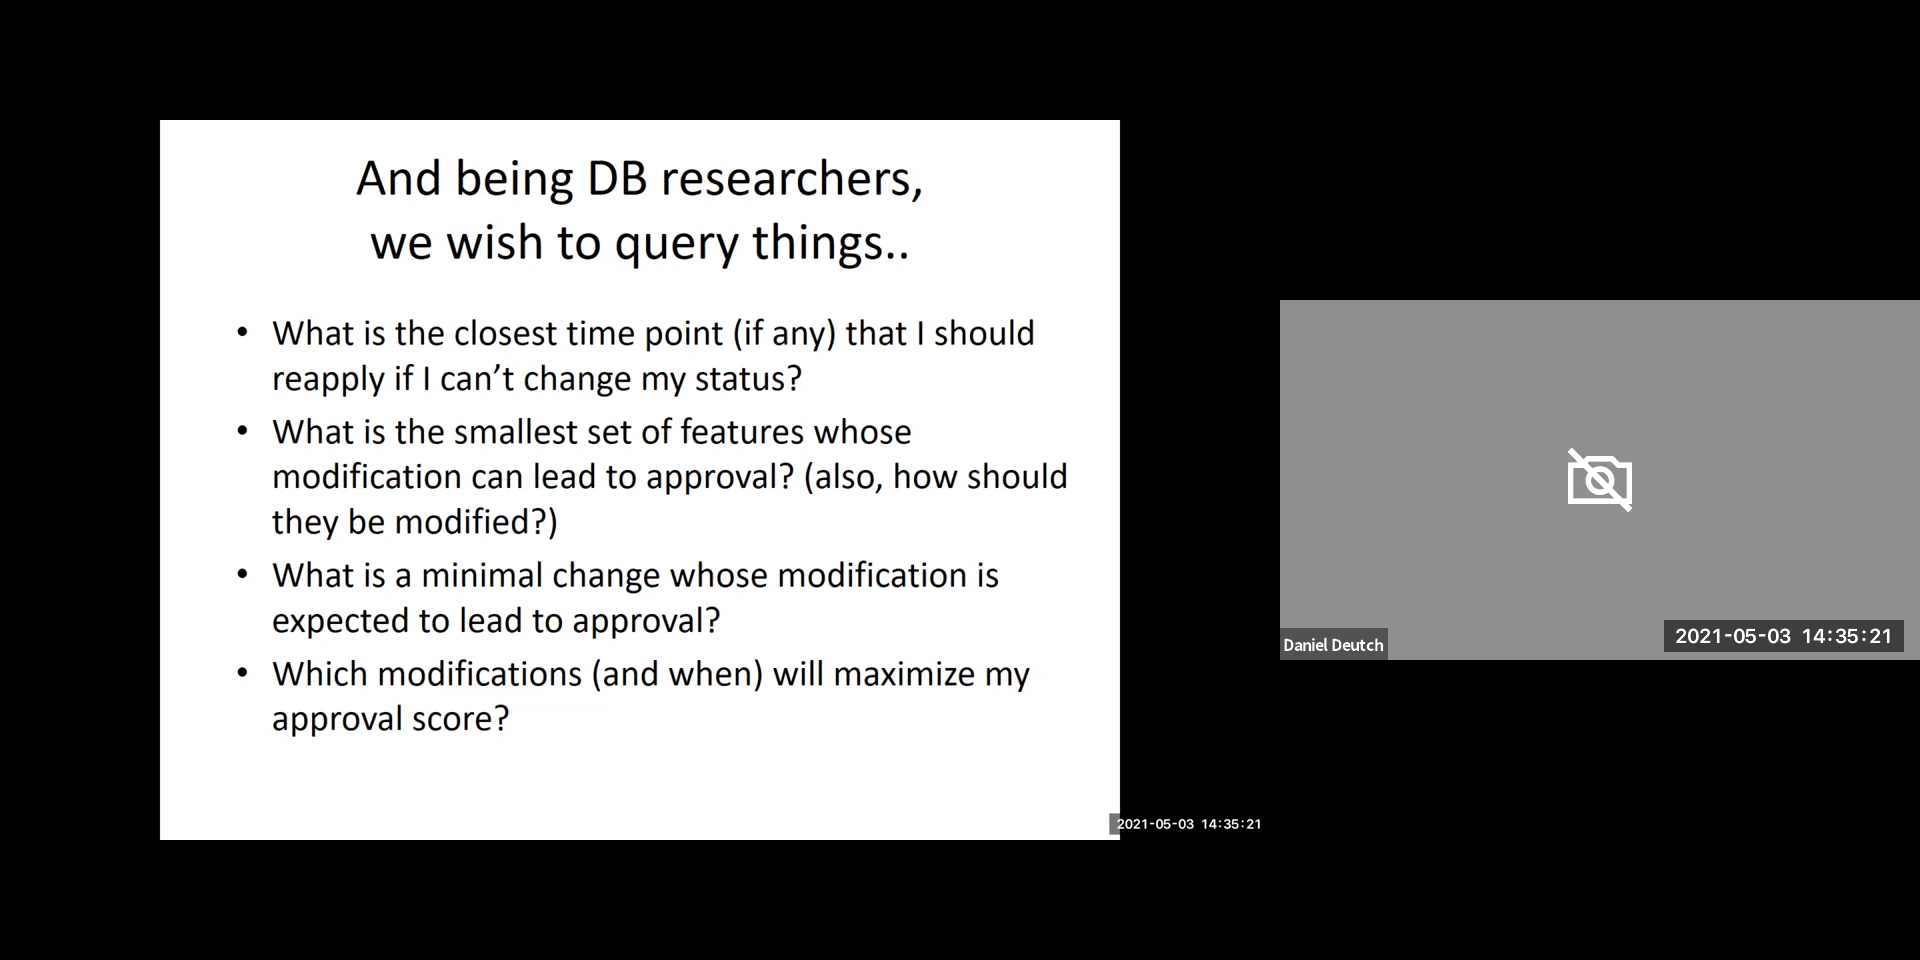 And being DB researchers,
we wish to query things..
• What is the closest time point (if any) that I should
reapply if I can’t change my status?
• What is the smallest set of features whose
modification can lead to approval? (also, how should
they be modified?)
• What is a minimal change whose modification is
expected to lead to approval?
• Which modifications (and when) will maximize my
approval score?
2021-05-03 14:35:21
Daniel Deutch
2021-05-03 14:35:21